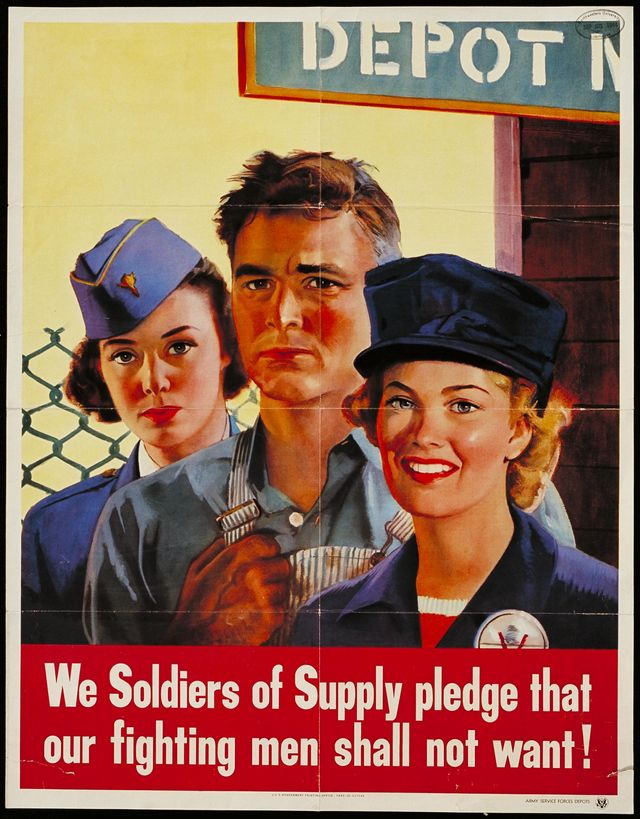 DEPOT
We Soldiers of Supply pledge that
our fighting men shall not want!
ARMY SERVICE FORCES DEPOTS